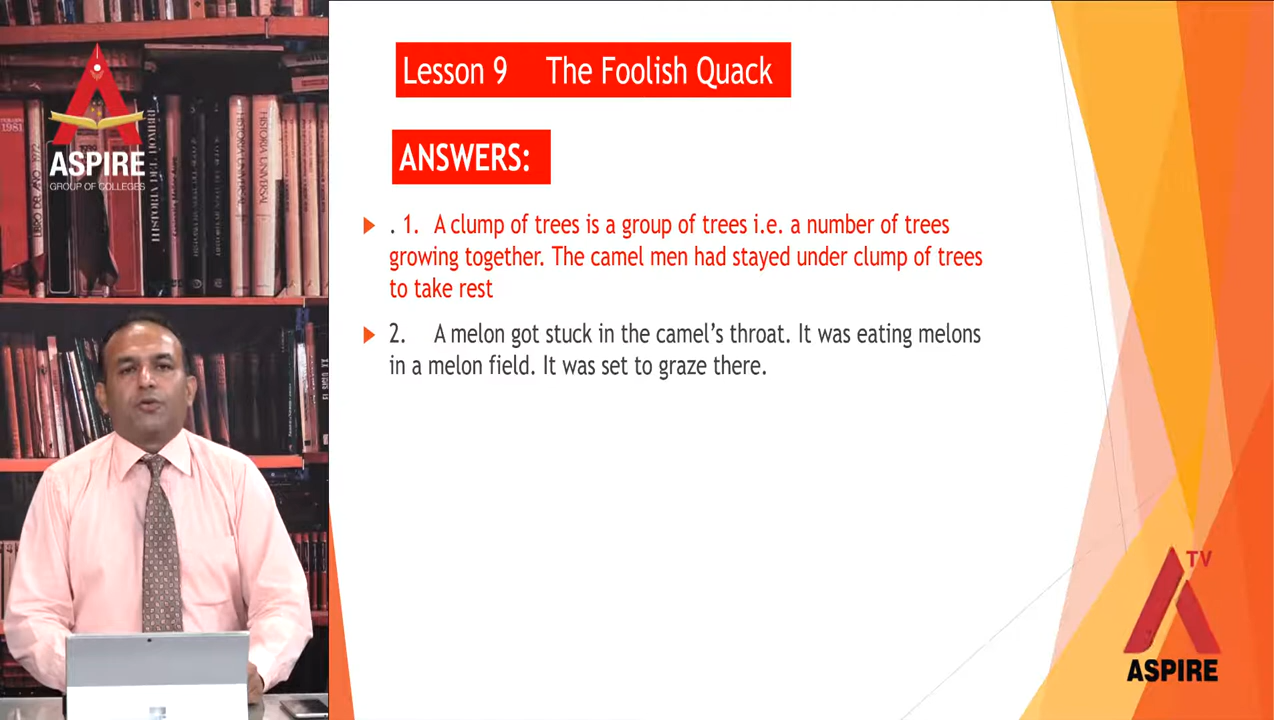 Lesson 9 The Foolish Quack
ANSWERS:
. 1. A clump of trees is a group of trees i.e. a number of trees
growing together. The camel men had stayed under clump of trees
to take rest
2. A melon got stuck in the camel's throat. It was eating melons
in a melon field. It was set to graze there.
ASPIRE
GROUP OF COLLEGES
1981
HISTORIA UNIVERSAL
TV
ASPIRE